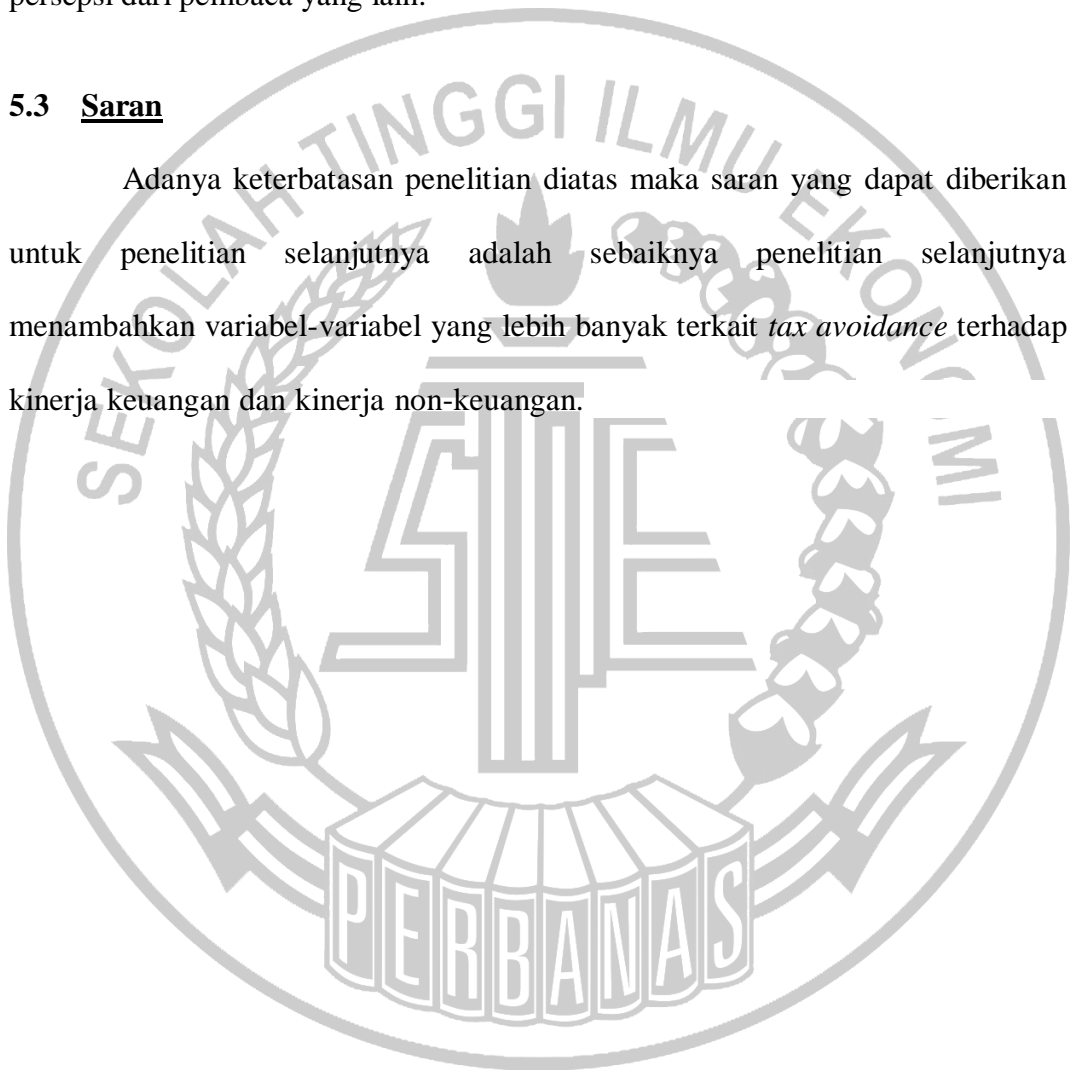 persepsi dari pembaca yang lain.
5.3 Saran
Adanya keterbatasan penelitian diatas maka saran yang dapat diberikan
untuk penelitian selanjutnya adalah sebaiknya penelitian selanjutnya
menambahkan variabel-variabel yang lebih banyak terkait tax avoidance terhadap
kinerja keuangan dan kinerja non-keuangan.
SEKOLAH TINGGI ILMU EKONOMI
STIE
PERBANAS